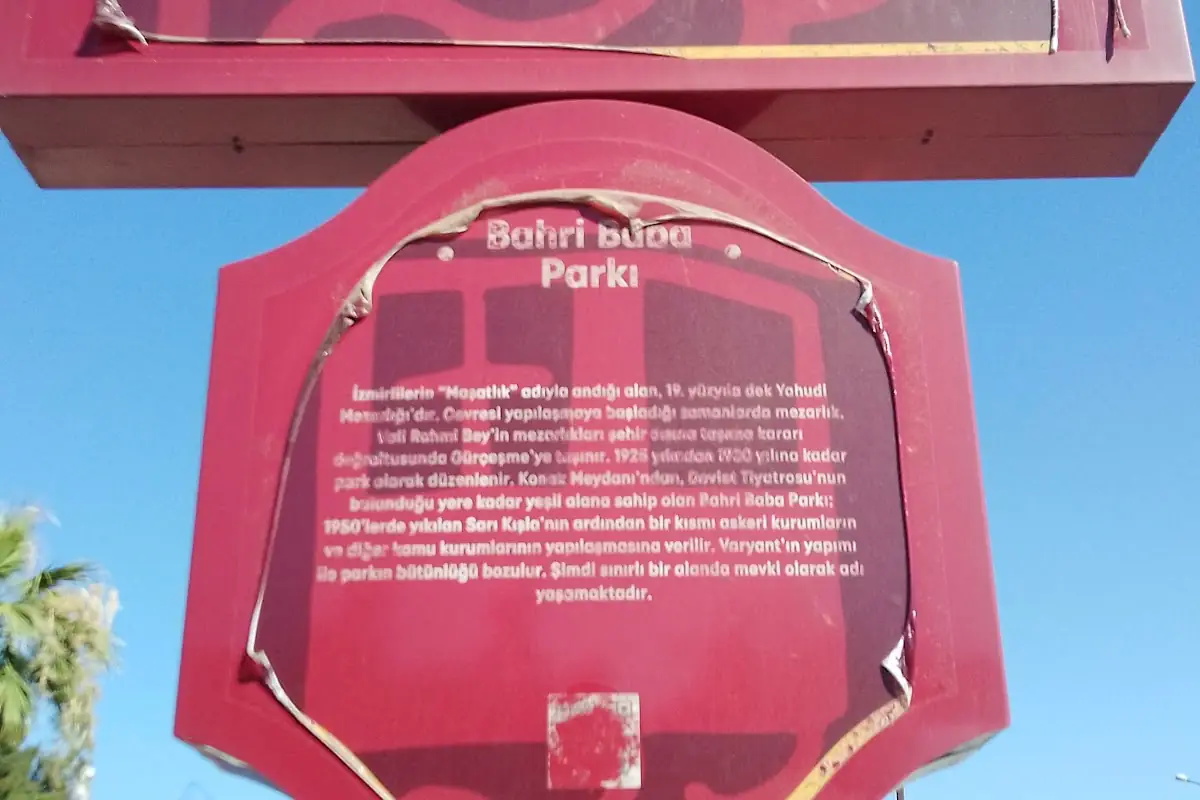 Bahri Baba
Parkı
İzmirlilerin "Maşatlık" adıyla andığı alan, 19. yüzyıla dek Yahudi
Mezarlığı'dır. Çevresi yapılaşmaya başladığı zamanlarda mezarlık,
Vali Rahmi Bey'in mezarlıkları şehir dışına taşıma kararı
doğrultusunda Gürçeşme'ye taşınır. 1925 yılından 1930 yılına kadar
park olarak düzenlenir. Konak Meydanı'ndan, Devlet Tiyatrosu'nun
bulunduğu yere kadar yeşil alana sahip olan Bahri Baba Parkı;
1950'lerde yıkılan Sarı Kışla'nın ardından bir kısmı askeri kurumların
ve diğer kamu kurumlarının yapılaşmasına verilir. Varyant'ın yapımı
ile parkın bütünlüğü bozulur. Şimdi sınırlı bir alanda mevki olarak adı
yaşamaktadır.